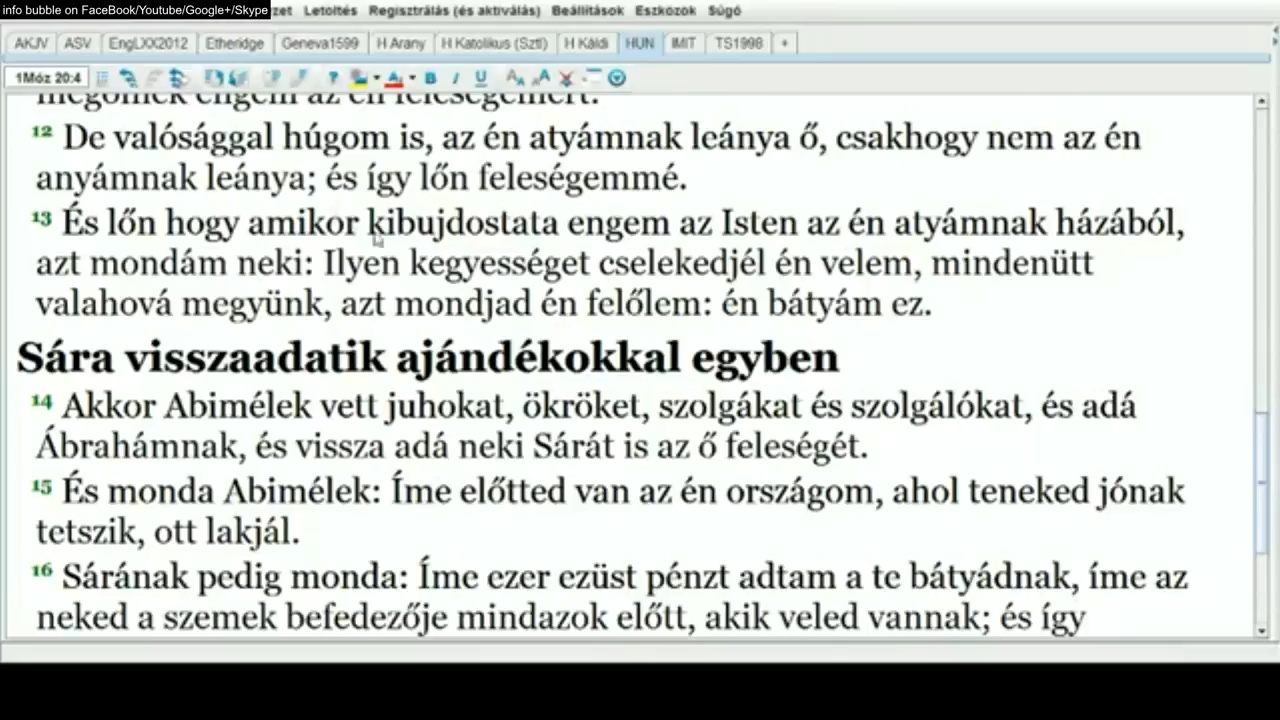 info bubble on FaceBook/Youtube/Google+/Skype
Letoltés Regisztrálás (és aktiválás) Beállítások Eszközok Súgó
AKJV ASV EngLXX2012 Etheridge Geneva1599 H Arany H Katolikus (SztI) H Káldi HUN IMIT TS1998 +
1Móz 20:4
megölnek engem az én feleségemért.
12 De valósággal húgom is, az én atyámnak leánya ő, csakhogy nem az én
anyámnak leánya; és így lőn feleségemmé.
13 És lőn hogy amikor kibujdostata engem az Isten az én atyámnak házából,
azt mondám neki: Ilyen kegyességet cselekedjél én velem, mindenütt
valahová megyünk, azt mondjad én felőlem: én bátyám ez.
Sára visszaadatik ajándékokkal egyben
14 Akkor Abimélek vett juhokat, ökröket, szolgákat és szolgálókat, és adá
Ábrahámnak, és vissza adá neki Sárát is az ő feleségét.
15 És monda Abimélek: Íme előtted van az én országom, ahol teneked jónak
tetszik, ott lakjál.
16 Sárának pedig monda: Íme ezer ezüst pénzt adtam a te bátyádnak, íme az
neked a szemek befedezője mindazok előtt, akik veled vannak; és így